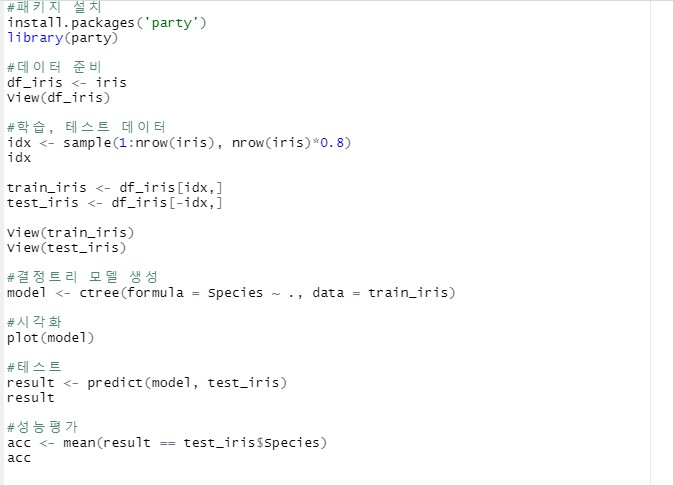 #패키지 설치
install.packages('party')
library(party)
#데이터 준비
df_iris <- iris
View(df_iris)
#학습, 테스트 데이터
idx <- sample(1:nrow(iris), nrow(iris)*0.8)
idx
train_iris <- df_iris[idx,]
test_iris <- df_iris[-idx,]
View(train_iris)
View(test_iris)
#결정트리 모델 생성
model <- ctree(formula = Species ~ ., data = train_iris)
#시각화
plot(model)
#테스트
result <- predict(model, test_iris)
result
#성능평가
acc <- mean(result == test_iris$Species)
acc